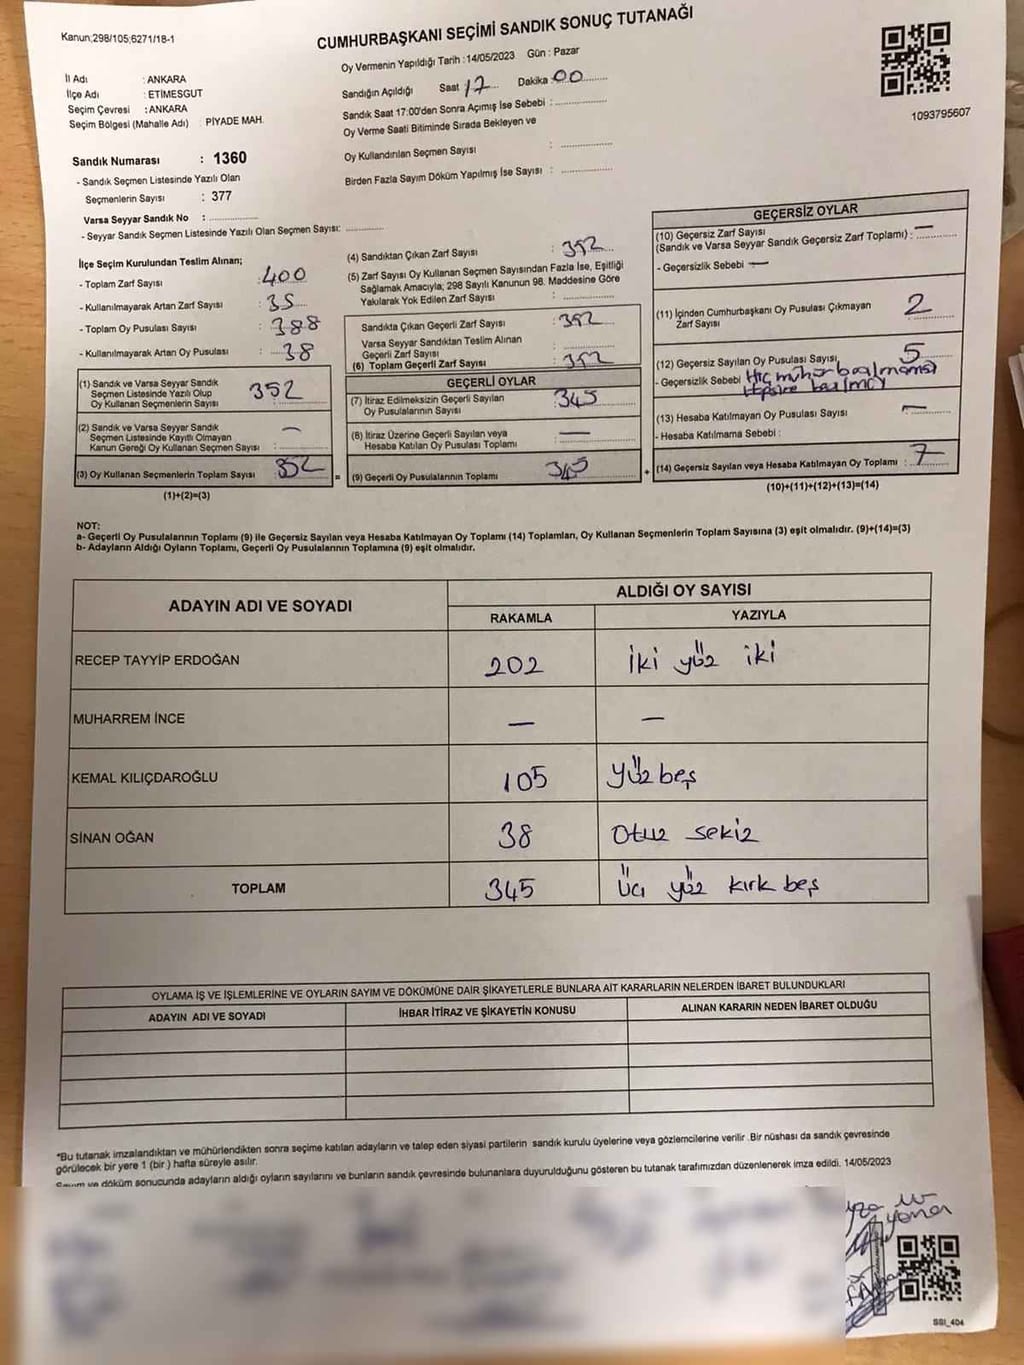 Kanun;298/105;6271/18-1
CUMHURBAŞKANI SEÇİMİ SANDIK SONUÇ TUTANAĞI
Oy Vermenin Yapıldığı Tarih :14/05/2023 Gün : Pazar
Sandığın Açıldığı Saat 17 Dakika :00
Sandık Saat 17:00'den Sonra Açımış İse Sebebi :
Oy Verme Saati Bitiminde Sırada Bekleyen ve
Oy Kullandırılan Seçmen Sayısı :
Birden Fazla Sayım Döküm Yapılmış İse Sayısı :
1093795607
İl Adı : ANKARA
İlçe Adı : ETİMESGUT
Seçim Çevresi : ANKARA
Seçim Bölgesi (Mahalle Adı) : PİYADE MAH.
Sandık Numarası : 1360
- Sandık Seçmen Listesinde Yazılı Olan
Seçmenlerin Sayısı : 377
Varsa Seyyar Sandık No :
- Seyyar Sandık Seçmen Listesinde Yazılı Olan Seçmen Sayısı:
İlçe Seçim Kurulundan Teslim Alınan;
- Toplam Zarf Sayısı : 400
- Kullanılmayarak Artan Zarf Sayısı : 35
- Toplam Oy Pusulası Sayısı : 388
- Kullanılmayarak Artan Oy Pusulası : 38
(1) Sandık ve Varsa Seyyar Sandık
Seçmen Listesinde Yazılı Olup
Oy Kullanan Seçmenlerin Sayısı : 352
(2) Sandık ve Varsa Seyyar Sandık
Seçmen Listesinde Kayıtlı Olmayan
Kanun Gereği Oy Kullanan Seçmen Sayısı : —
(3) Oy Kullanan Seçmenlerin Toplam Sayısı : 352
(1)+(2)=(3)
(4) Sandıktan Çıkan Zarf Sayısı : 352
(5) Zarf Sayısı Oy Kullanan Seçmen Sayısından Fazla İse, Eşitliği
Sağlamak Amacıyla; 298 Sayılı Kanunun 98. Maddesine Göre
Yakılarak Yok Edilen Zarf Sayısı :
Sandıkta Çıkan Geçerli Zarf Sayısı : 352
Varsa Seyyar Sandıktan Teslim Alınan
Geçerli Zarf Sayısı :
(6) Toplam Geçerli Zarf Sayısı : 352
GEÇERLİ OYLAR
(7) İtiraz Edilmeksizin Geçerli Sayılan
Oy Pusulalarının Sayısı : 345
(8) İtiraz Üzerine Geçerli Sayılan veya
Hesaba Katılan Oy Pusulası Toplamı : —
= (9) Geçerli Oy Pusulalarının Toplamı : 345
GEÇERSİZ OYLAR
(10) Geçersiz Zarf Sayısı
(Sandık ve Varsa Seyyar Sandık Geçersiz Zarf Toplamı) : —
- Geçersizlik Sebebi : —
(11) İçinden Cumhurbaşkanı Oy Pusulası Çıkmayan
Zarf Sayısı : 2
(12) Geçersiz Sayılan Oy Pusulası Sayısı : 5
- Geçersizlik Sebebi Hiç mühür
Hepsine
(13) Hesaba Katılmayan Oy Pusulası Sayısı : —
- Hesaba Katılmama Sebebi :
+ (14) Geçersiz Sayılan veya Hesaba Katılmayan Oy Toplamı : 7
(10)+(11)+(12)+(13)=(14)
NOT:
a- Geçerli Oy Pusulalarının Toplamı (9) ile Geçersiz Sayılan veya Hesaba Katılmayan Oy Toplamı (14) Toplamları, Oy Kullanan Seçmenlerin Toplam Sayısına (3) eşit olmalıdır. (9)+(14)=(3)
b- Adayların Aldığı Oyların Toplamı, Geçerli Oy Pusulalarının Toplamına (9) eşit olmalıdır.
ADAYIN ADI VE SOYADI ALDIĞI OY SAYISI
RAKAMLA YAZIYLA
RECEP TAYYİP ERDOĞAN 202 iki yüz iki
MUHARREM İNCE — —
KEMAL KILIÇDAROĞLU 105 yüz beş
SİNAN OĞAN 38 otuz sekiz
TOPLAM 345 Üç yüz kırk beş
OYLAMA İŞ VE İŞLEMLERİNE VE OYLARIN SAYIM VE DÖKÜMÜNE DAİR ŞİKAYETLERLE BUNLARA AİT KARARLARIN NELERDEN İBARET BULUNDUKLARI
ADAYIN ADI VE SOYADI İHBAR İTİRAZ VE ŞİKAYETİN KONUSU ALINAN KARARIN NEDEN İBARET OLDUĞU
*Bu tutanak imzalandıktan ve mühürlendikten sonra seçime katılan adayların ve talep eden siyasi partilerin sandık kurulu üyelerine veya gözlemcilerine verilir .Bir nüshası da sandık çevresinde
görülecek bir yere 1 (bir ) hafta süreyle asılır.
Sayım ve döküm sonucunda adayların aldığı oyların sayılarını ve bunların sandık çevresinde bulunanlara duyurulduğunu gösteren bu tutanak tarafımızdan düzenlenerek imza edildi. 14/05/2023
SSI_404